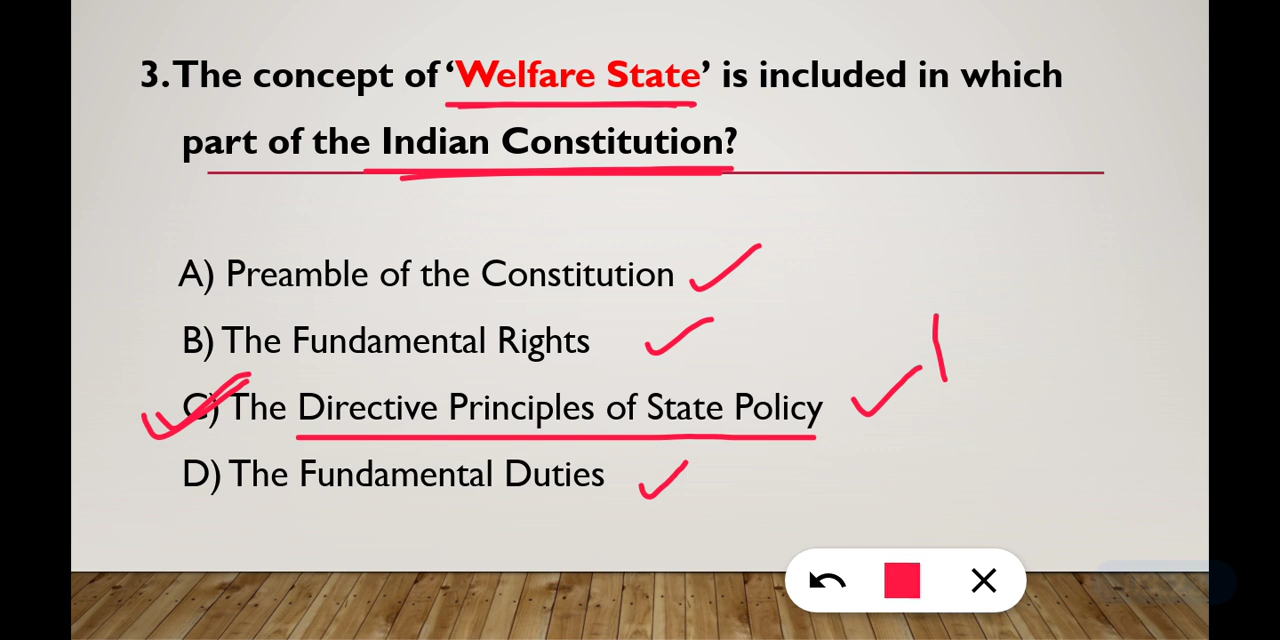 3. The concept of ‘Welfare State’ is included in which
part of the Indian Constitution?
A) Preamble of the Constitution
B) The Fundamental Rights
C) The Directive Principles of State Policy
D) The Fundamental Duties